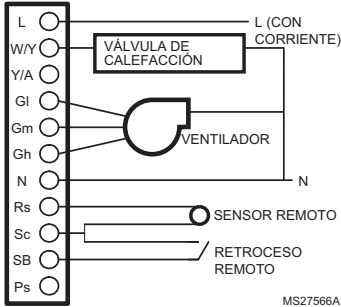 L
L (CON
CORRIENTE)
W/Y
VÁLVULA DE
CALEFACCIÓN
Y/A
Gl
Gm
VENTILADOR
Gh
N
N
Rs
SENSOR REMOTO
Sc
SB
RETROCESO
REMOTO
Ps
MS27566A